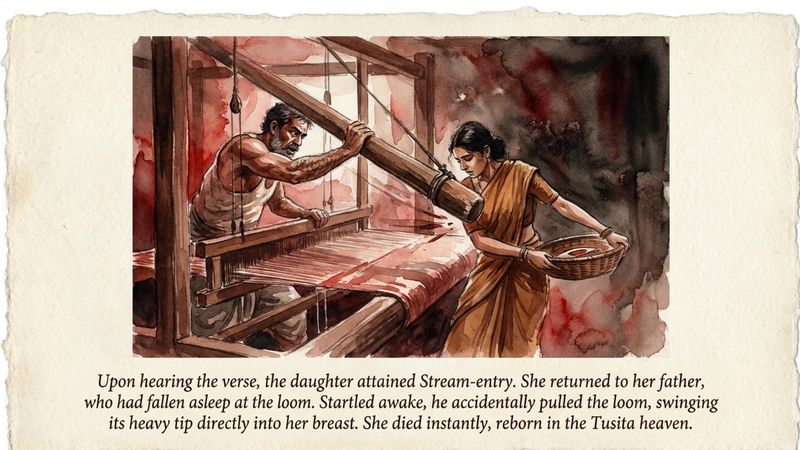 Upon hearing the verse, the daughter attained Stream-entry. She returned to her father,
who had fallen asleep at the loom. Startled awake, he accidentally pulled the loom, swinging
its heavy tip directly into her breast. She died instantly, reborn in the Tusita heaven.